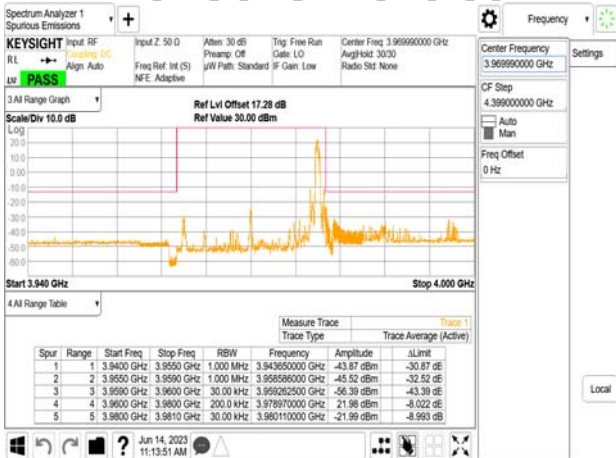 Spectrum Analyzer 1
Spurious Emissions
Frequency
KEYSIGHT
Input: RF
Coupling: DC
Align: Auto
Input Z: 50 Ω
Freq Ref: Int (S)
NFE: Adaptive
Atten: 30 dB
Preamp: Off
µW Path: Standard
Trig: Free Run
Gate: LO
IF Gain: Low
Center Freq: 3.969990000 GHz
Avg|Hold: 30/30
Radio Std: None
RL
LV PASS
Center Frequency
3.969990000 GHz
Settings
CF Step
4.399000000 GHz
Auto
Man
Freq Offset
0 Hz
Local
3 All Range Graph
Scale/Div 10.0 dB
Ref Lvl Offset 17.28 dB
Ref Value 30.00 dBm
Log
20.0
10.0
0.00
-10.0
-20.0
-30.0
-40.0
-50.0
-60.0
Start 3.940 GHz
Stop 4.000 GHz
4 All Range Table
Measure Trace Trace 1
Trace Type Trace Average (Active)
Spur Range Start Freq Stop Freq RBW Frequency Amplitude ΔLimit
1 1 3.9400 GHz 3.9550 GHz 1.000 MHz 3.943650000 GHz -43.87 dBm -30.87 dB
2 2 3.9550 GHz 3.9590 GHz 1.000 MHz 3.958586000 GHz -45.52 dBm -32.52 dB
3 3 3.9590 GHz 3.9600 GHz 30.00 kHz 3.959262500 GHz -56.39 dBm -43.39 dB
4 4 3.9600 GHz 3.9800 GHz 200.0 kHz 3.978970000 GHz 21.98 dBm -8.022 dB
5 5 3.9800 GHz 3.9810 GHz 30.00 kHz 3.980110000 GHz -21.99 dBm -8.993 dB
Jun 14, 2023
11:13:51 AM